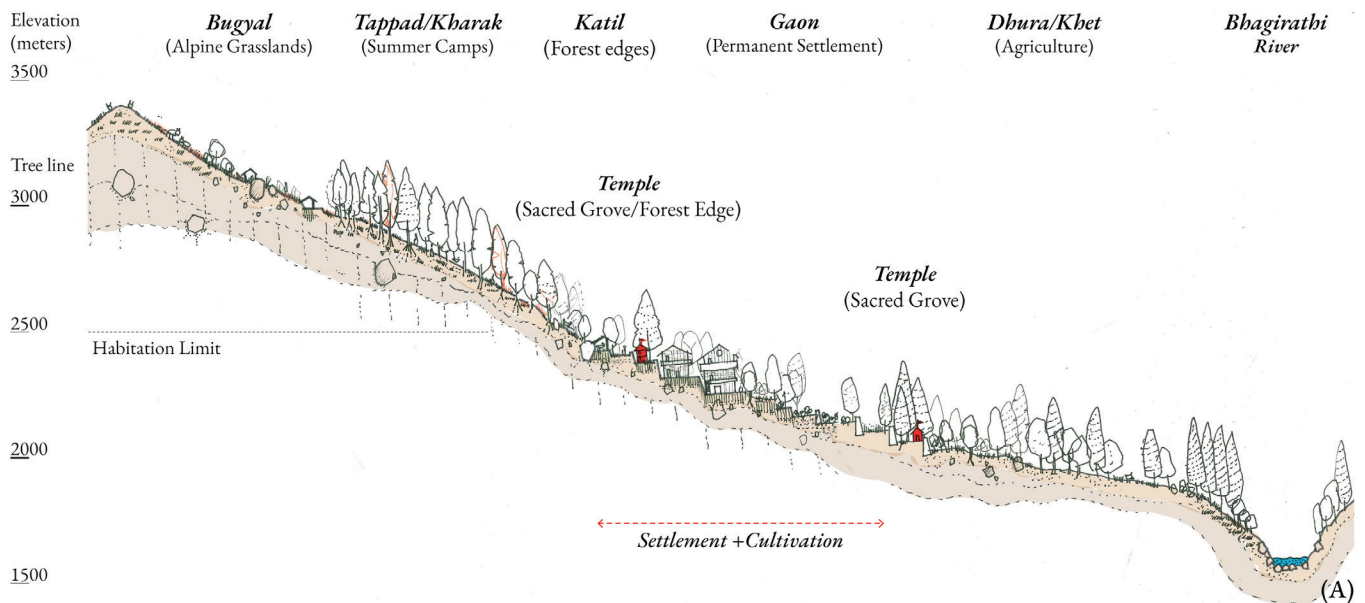 Elevation
(meters)
Bugyal
(Alpine Grasslands)
Tappad/Kharak
(Summer Camps)
Katil
(Forest edges)
Gaon
(Permanent Settlement)
Dhura/Khet
(Agriculture)
Bhagirathi
River
3500
Tree line
3000
Temple
(Sacred Grove/Forest Edge)
Temple
(Sacred Grove)
2500
Habitation Limit
2000
Settlement +Cultivation
1500
(A)